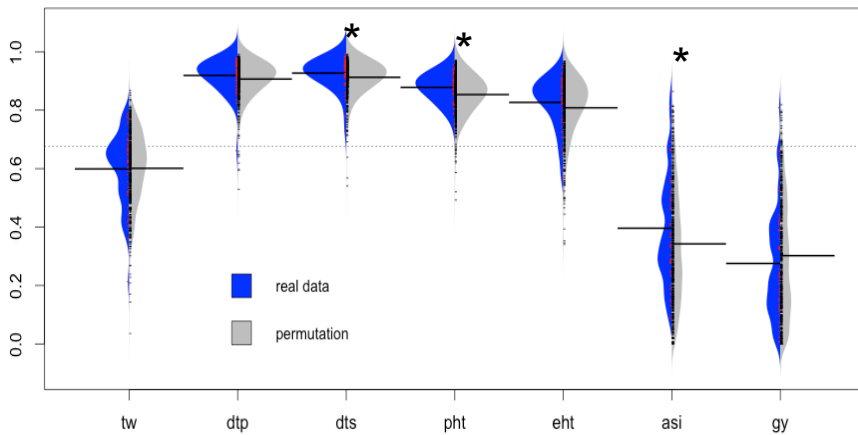 * * *
1.0
0.8
0.6
0.4
0.2
0.0
real data
permutation
tw dtp dts pht eht asi gy